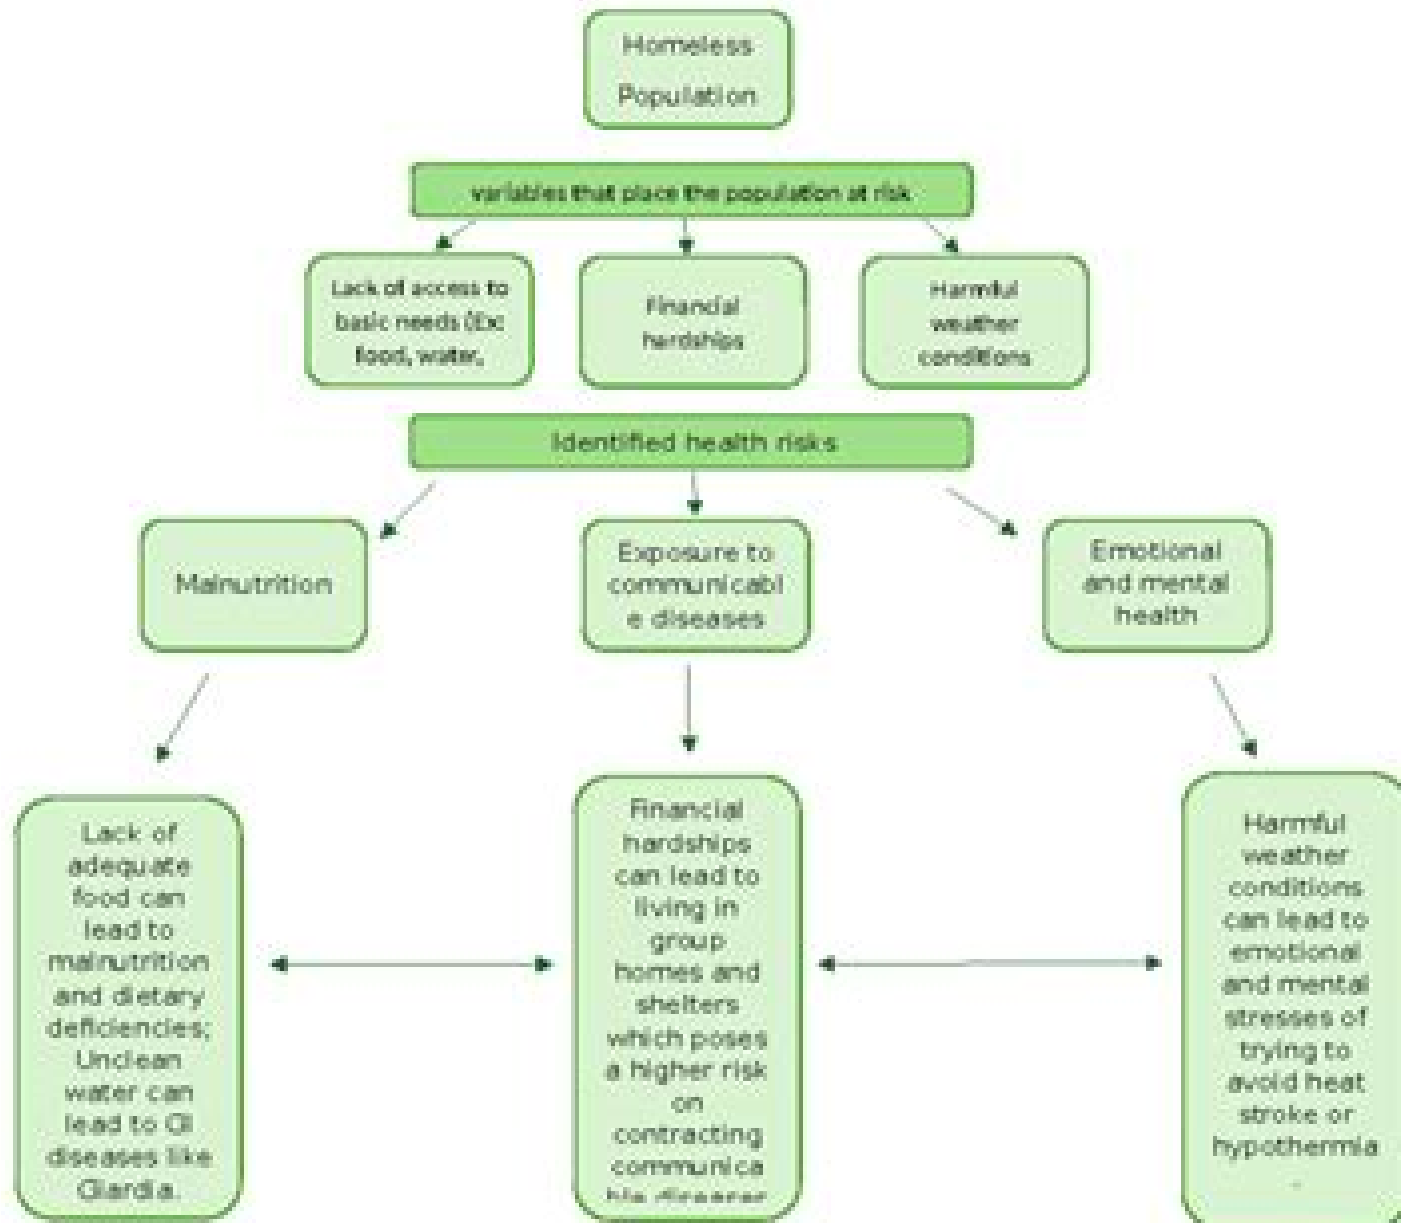 Homeless
Population
variables that place the population at risk
Lack of access to
basic needs (Ex:
food, water,
Financial
hardships
Harmful
weather
conditions
Identified health risks
Malnutrition
Exposure to
communicabl
e diseases
Emotional
and mental
health
Lack of
adequate
food can
lead to
malnutrition
and dietary
deficiencies;
Unclean
water can
lead to GI
diseases like
Giardia.
Financial
hardships
can lead to
living in
group
homes and
shelters
which poses
a higher risk
on
contracting
communica
ble diseases
Harmful
weather
conditions
can lead to
emotional
and mental
stresses of
trying to
avoid heat
stroke or
hypothermia
.